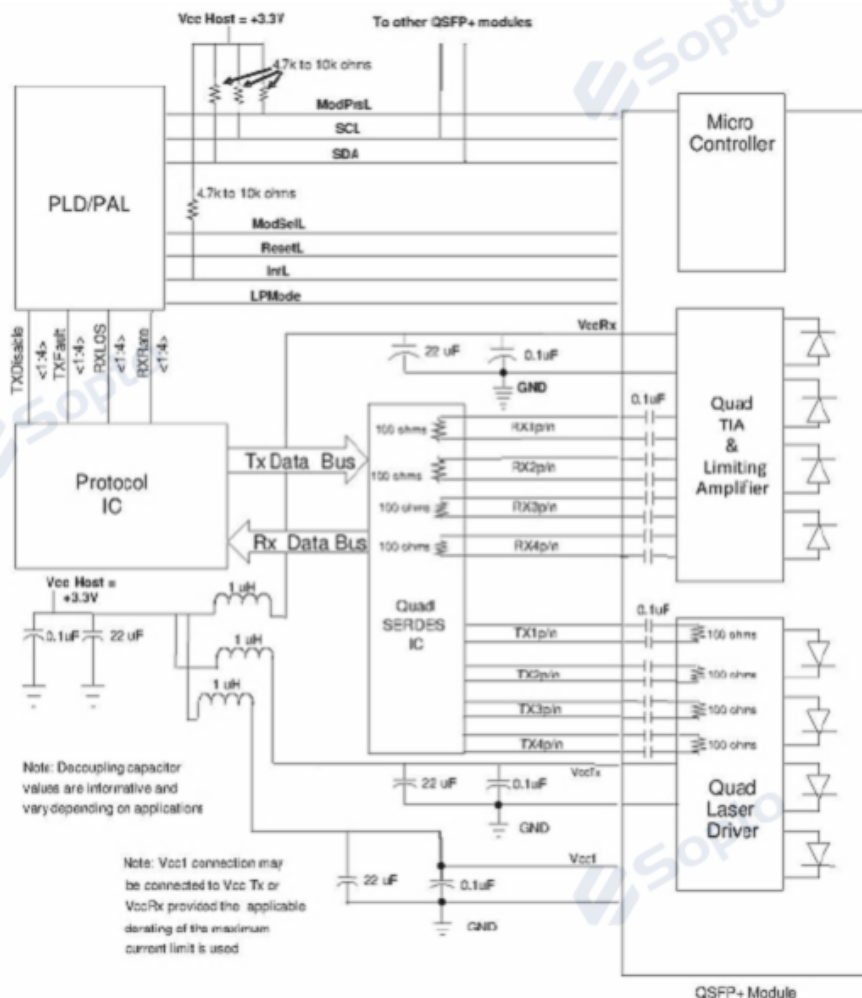 Vcc Host = +3.3V
To other QSFP+ modules
4.7k to 10k ohms
ModPrsL
SCL
SDA
Micro
Controller
PLD/PAL
4.7k to 10k ohms
ModSelL
ResetL
IntL
LPMode
TXDisable
<1:4>
TXFault
<1:4>
RXLOS
<1:4>
RXRate
<1:4>
VccRx
22 uF
0.1uF
GND
0.1uF
Quad
TIA
&
Limiting
Amplifier
100 ohms
RX1p/n
100 ohms
RX2p/n
100 ohms
RX3p/n
100 ohms
RX4p/n
Tx Data Bus
Protocol
IC
Rx Data Bus
Vcc Host =
+3.3V
0.1uF
22 uF
1 uH
1 uH
1 uH
Quad
SERDES
IC
0.1uF
TX1p/n
100 ohms
TX2p/n
100 ohms
TX3p/n
100 ohms
TX4p/n
100 ohms
Note: Decoupling capacitor
values are informative and
vary depending on applications
VccTx
22 uF
0.1uF
GND
Quad
Laser
Driver
Note: Vcc1 connection may
be connected to Vcc Tx or
VccRx provided the applicable
derating of the maximum
current limit is used
Vcc1
22 uF
0.1uF
GND
QSFP+ Module
Sopto
Sopto
Sopto